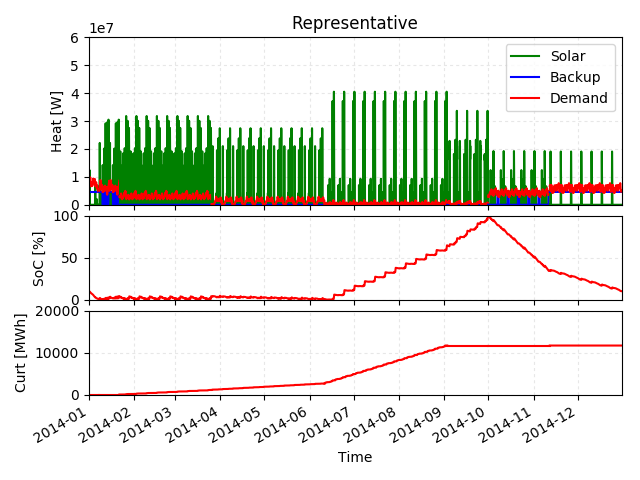 Representative
1e7
6
5
4
3
2
1
0
Heat [W]
Solar
Backup
Demand
100
50
0
SoC [%]
20000
10000
0
Curt [MWh]
2014-01
2014-02
2014-03
2014-04
2014-05
2014-06
2014-07
2014-08
2014-09
2014-10
2014-11
2014-12
Time